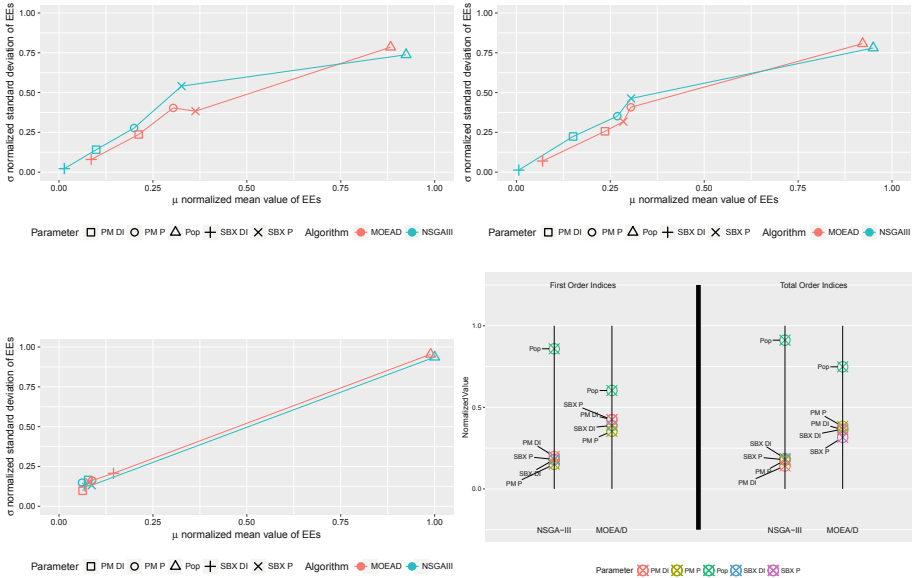 σ normalized standard deviation of EEs
1.00
0.75
0.50
0.25
0.00
0.00 0.25 0.50 0.75 1.00
μ normalized mean value of EEs
Parameter PM DI PM P Pop SBX DI SBX P Algorithm MOEAD NSGAIII
σ normalized standard deviation of EEs
1.00
0.75
0.50
0.25
0.00
0.00 0.25 0.50 0.75 1.00
μ normalized mean value of EEs
Parameter PM DI PM P Pop SBX DI SBX P Algorithm MOEAD NSGAIII
σ normalized standard deviation of EEs
1.00
0.75
0.50
0.25
0.00
0.00 0.25 0.50 0.75 1.00
μ normalized mean value of EEs
Parameter PM DI PM P Pop SBX DI SBX P Algorithm MOEAD NSGAIII
First Order Indices Total Order Indices
NormalizedValue
1.0
0.5
0.0
Pop
PM DI
SBX P
SBX DI
PM P
Pop
SBX P
PM DI
SBX DI
PM P
Pop
SBX DI
SBX P
PM P
PM DI
Pop
PM P
PM DI
SBX DI
SBX P
NSGA-III MOEA/D NSGA-III MOEA/D
Parameter PM DI PM P Pop SBX DI SBX P